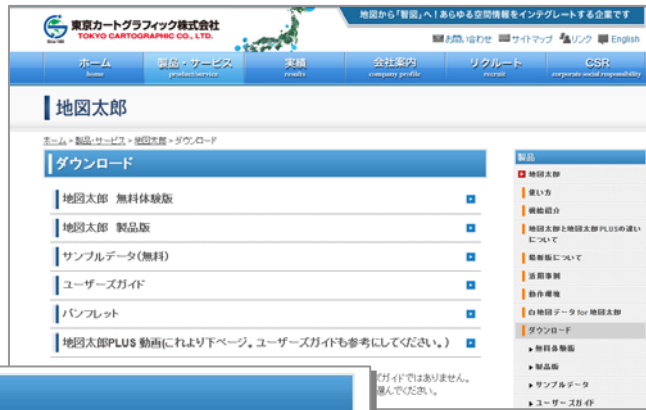 地図から「智図」へ!あらゆる空間情報をインテグレートする企業です
東京カートグラフィック株式会社
TOKYO CARTOGRAPHIC CO., LTD.
Since 1960
お問い合わせ サイトマップ リンク English
ホーム 製品・サービス 実績 会社案内 リクルート CSR
home product/service results company profile recruit corporate social responsibility
地図太郎
ホーム > 製品・サービス > 地図太郎 > ダウンロード
ダウンロード
地図太郎 無料体験版
地図太郎 製品版
サンプルデータ(無料)
ユーザーズガイド
パンフレット
地図太郎PLUS 動画(これより下ページ。ユーザーズガイドも参考にしてください。)
ズガイドではありません。
選んでください。
製品
地図太郎
使い方
機能紹介
地図太郎と地図太郎PLUSの違い
について
最新版について
活用事例
動作環境
白地図データ for 地図太郎
ダウンロード
無料体験版
製品版
サンプルデータ
ユーザーズガイド